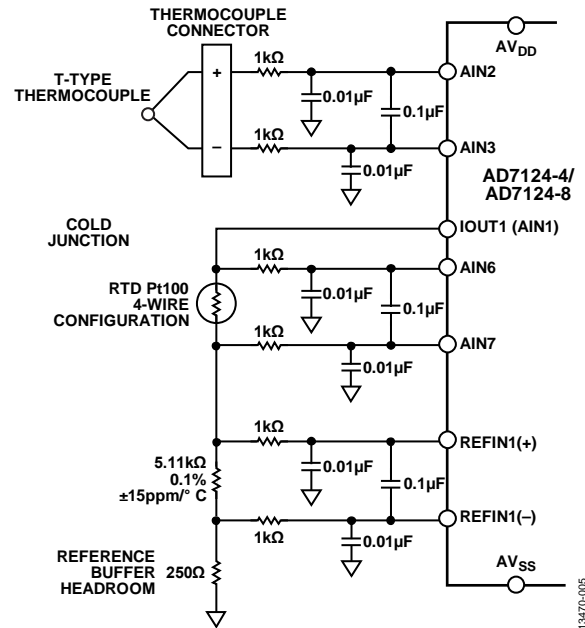 THERMOCOUPLE
CONNECTOR
AVDD
1kΩ
AIN2
T-TYPE
THERMOCOUPLE
+
0.01µF
0.1µF
1kΩ
–
AIN3
0.01µF
AD7124-4/
AD7124-8
COLD
JUNCTION
IOUT1 (AIN1)
1kΩ
AIN6
RTD Pt100
4-WIRE
CONFIGURATION
0.01µF
0.1µF
1kΩ
AIN7
0.01µF
1kΩ
REFIN1(+)
5.11kΩ
0.1%
±15ppm/° C
0.01µF
0.1µF
REFIN1(–)
1kΩ
0.01µF
REFERENCE
BUFFER
HEADROOM
250Ω
AVSS
13470-005